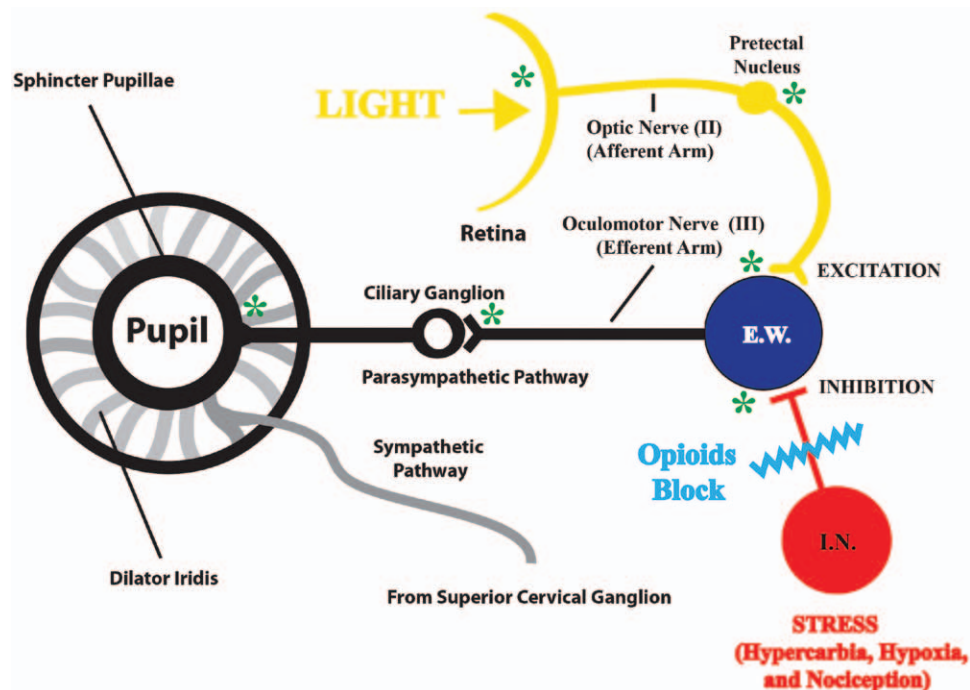 Sphincter Pupillae
LIGHT
Pretectal
Nucleus
Optic Nerve (II)
(Afferent Arm)
Retina
Oculomotor Nerve (III)
(Efferent Arm)
EXCITATION
Ciliary Ganglion
Pupil
E.W.
Parasympathetic Pathway
INHIBITION
Sympathetic
Pathway
Opioids
Block
I.N.
Dilator Iridis
From Superior Cervical Ganglion
STRESS
(Hypercarbia, Hypoxia,
and Nociception)